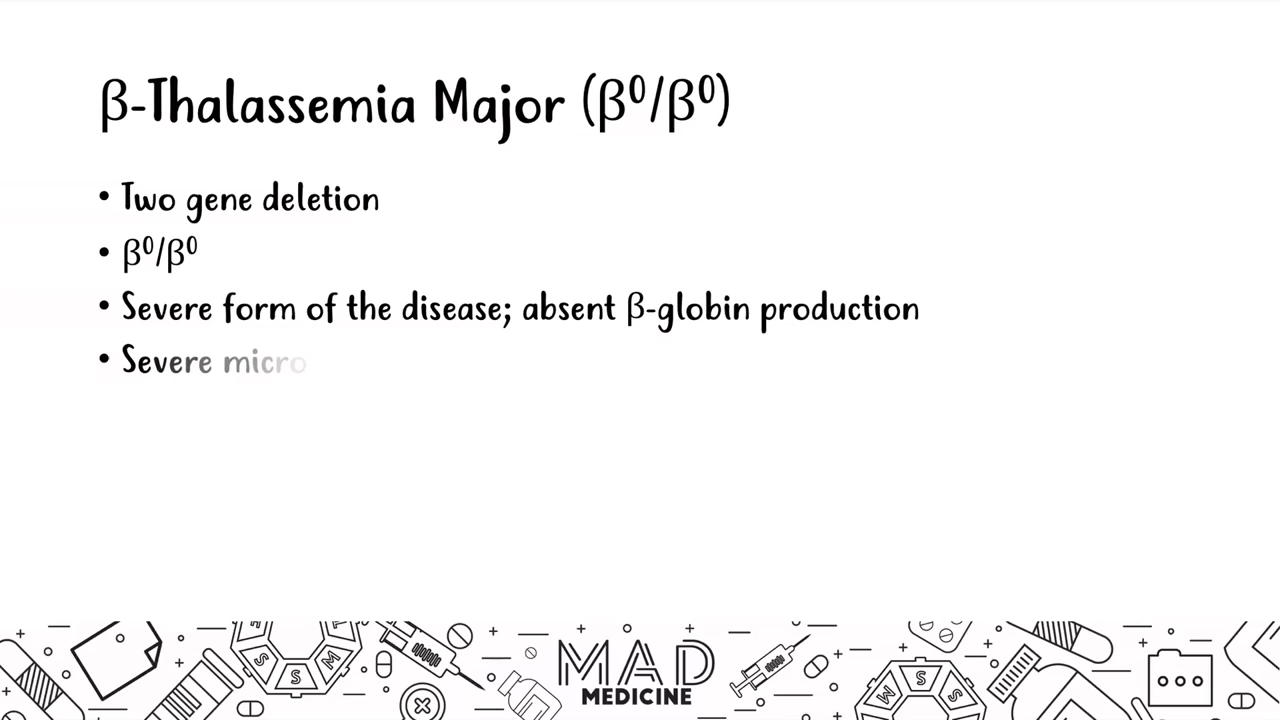 β-Thalassemia Major (β⁰/β⁰)
• Two gene deletion
• β⁰/β⁰
• Severe form of the disease; absent β-globin production
• Severe micro
MAD
MEDICINE